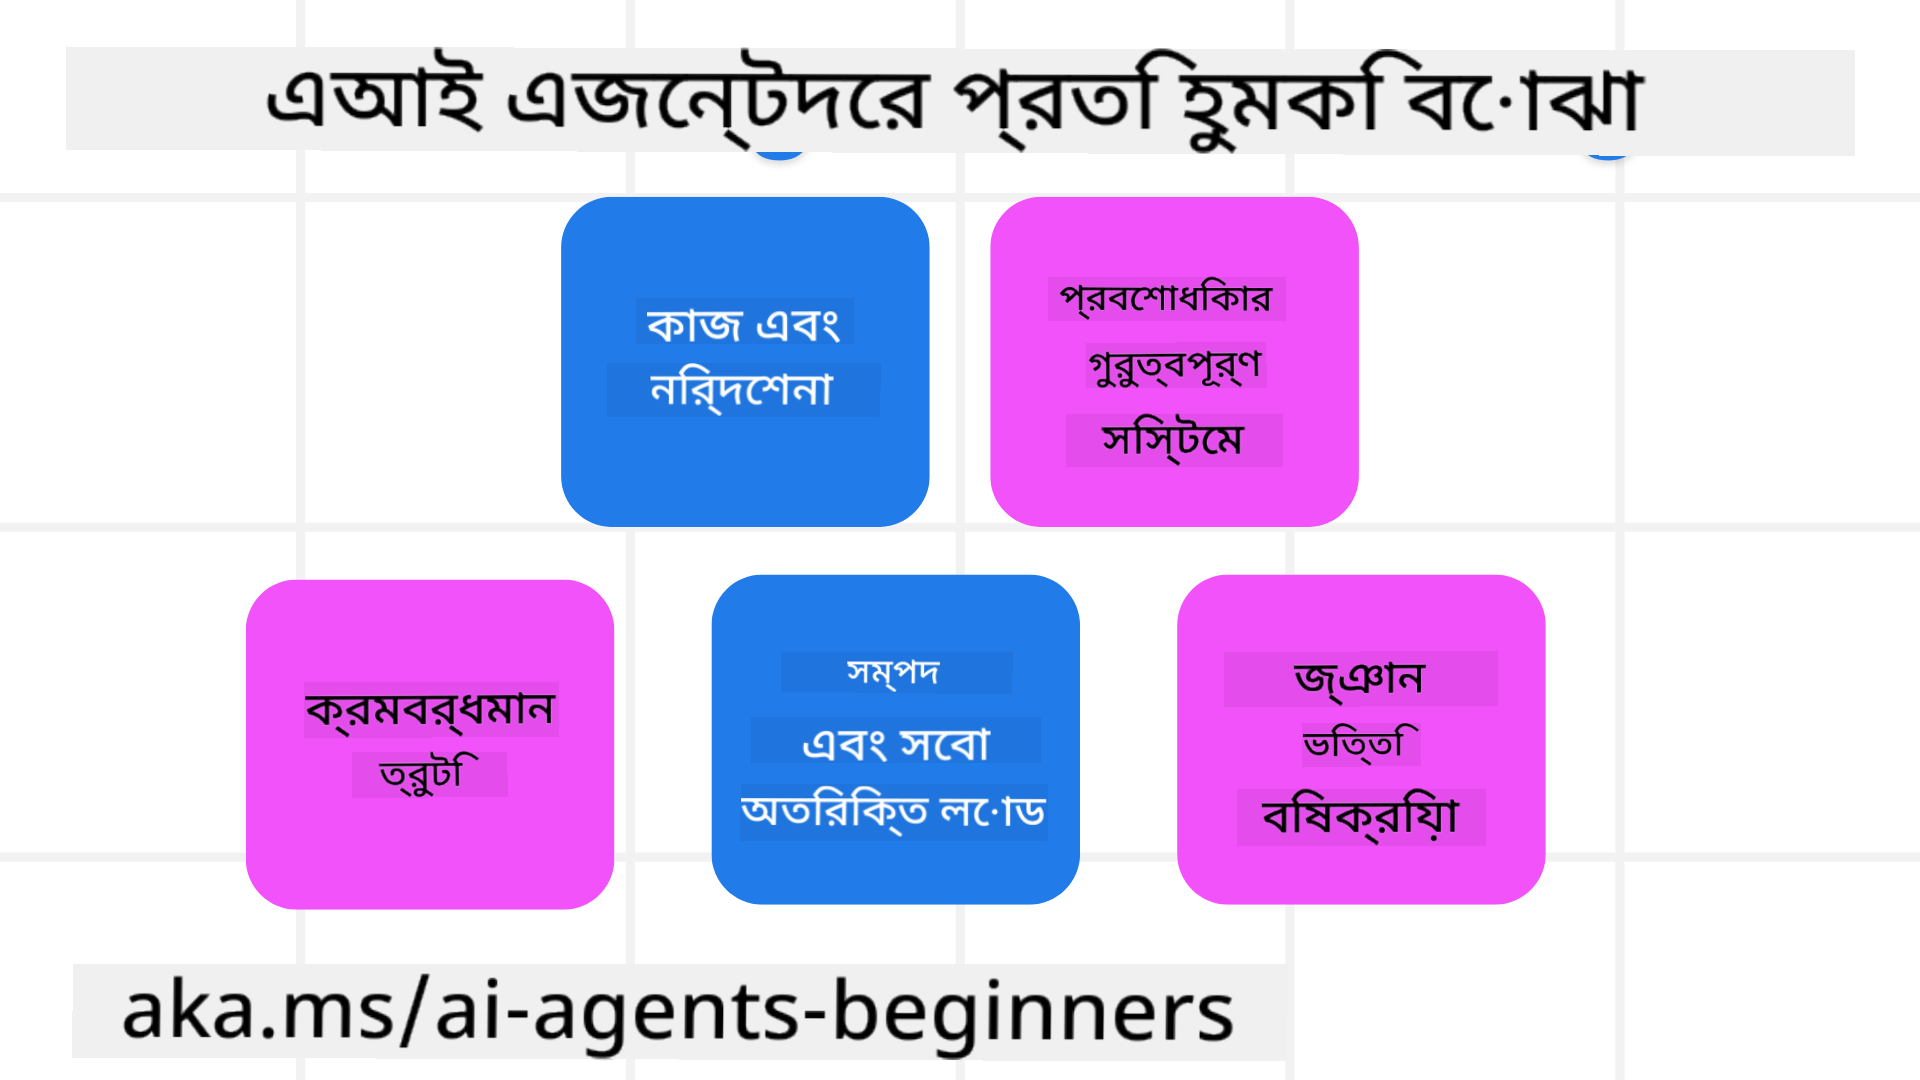 এআই এজেন্টদের প্রতি হুমকি বোঝা
কাজ এবং
নির্দেশনা
প্রবেশাধিকার
গুরুত্বপূর্ণ
সিস্টেম
ক্রমবর্ধমান
ত্রুটি
সম্পদ
এবং সেবা
অতিরিক্ত লোড
জ্ঞান
ভিত্তি
বিষক্রিয়া
aka.ms/ai-agents-beginners